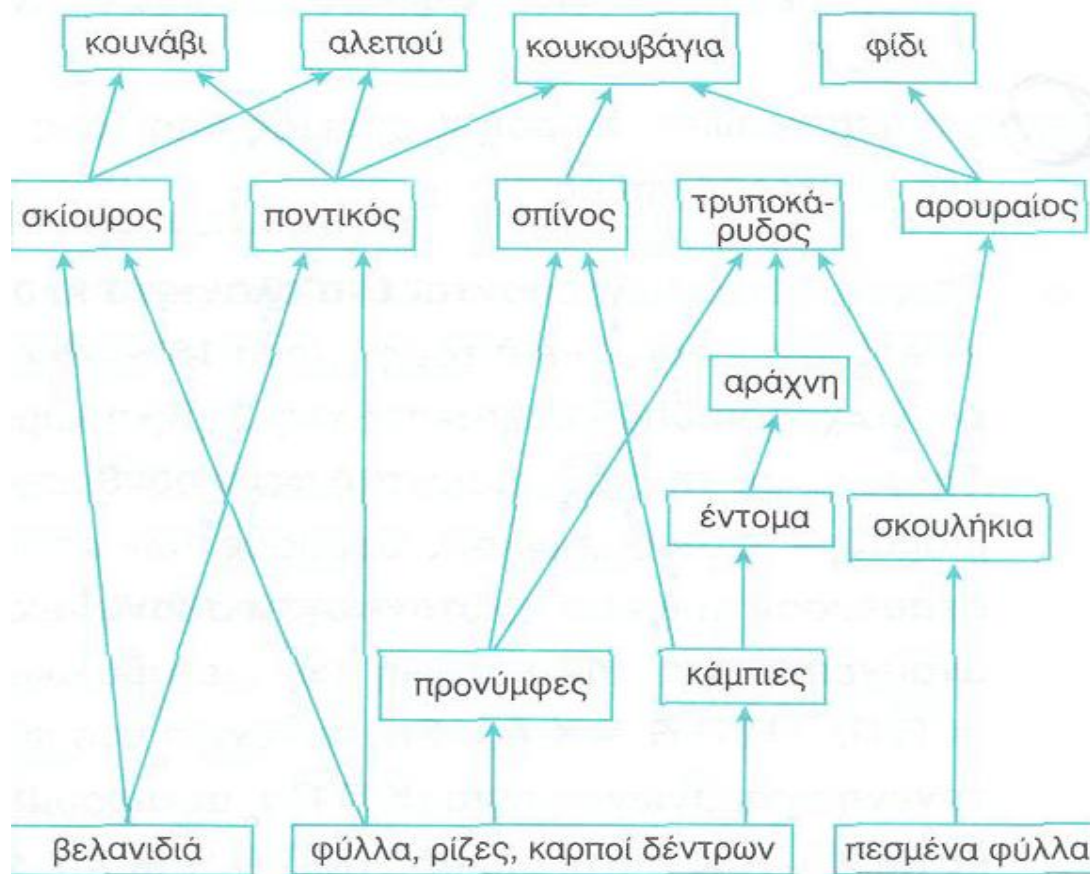 κουνάβι
αλεπού
κουκουβάγια
φίδι
σκίουρος
ποντικός
σπίνος
τρυποκά-
ρυδος
αρουραίος
αράχνη
έντομα
σκουλήκια
προνύμφες
κάμπιες
βελανιδιά
φύλλα, ρίζες, καρποί δέντρων
πεσμένα φύλλα